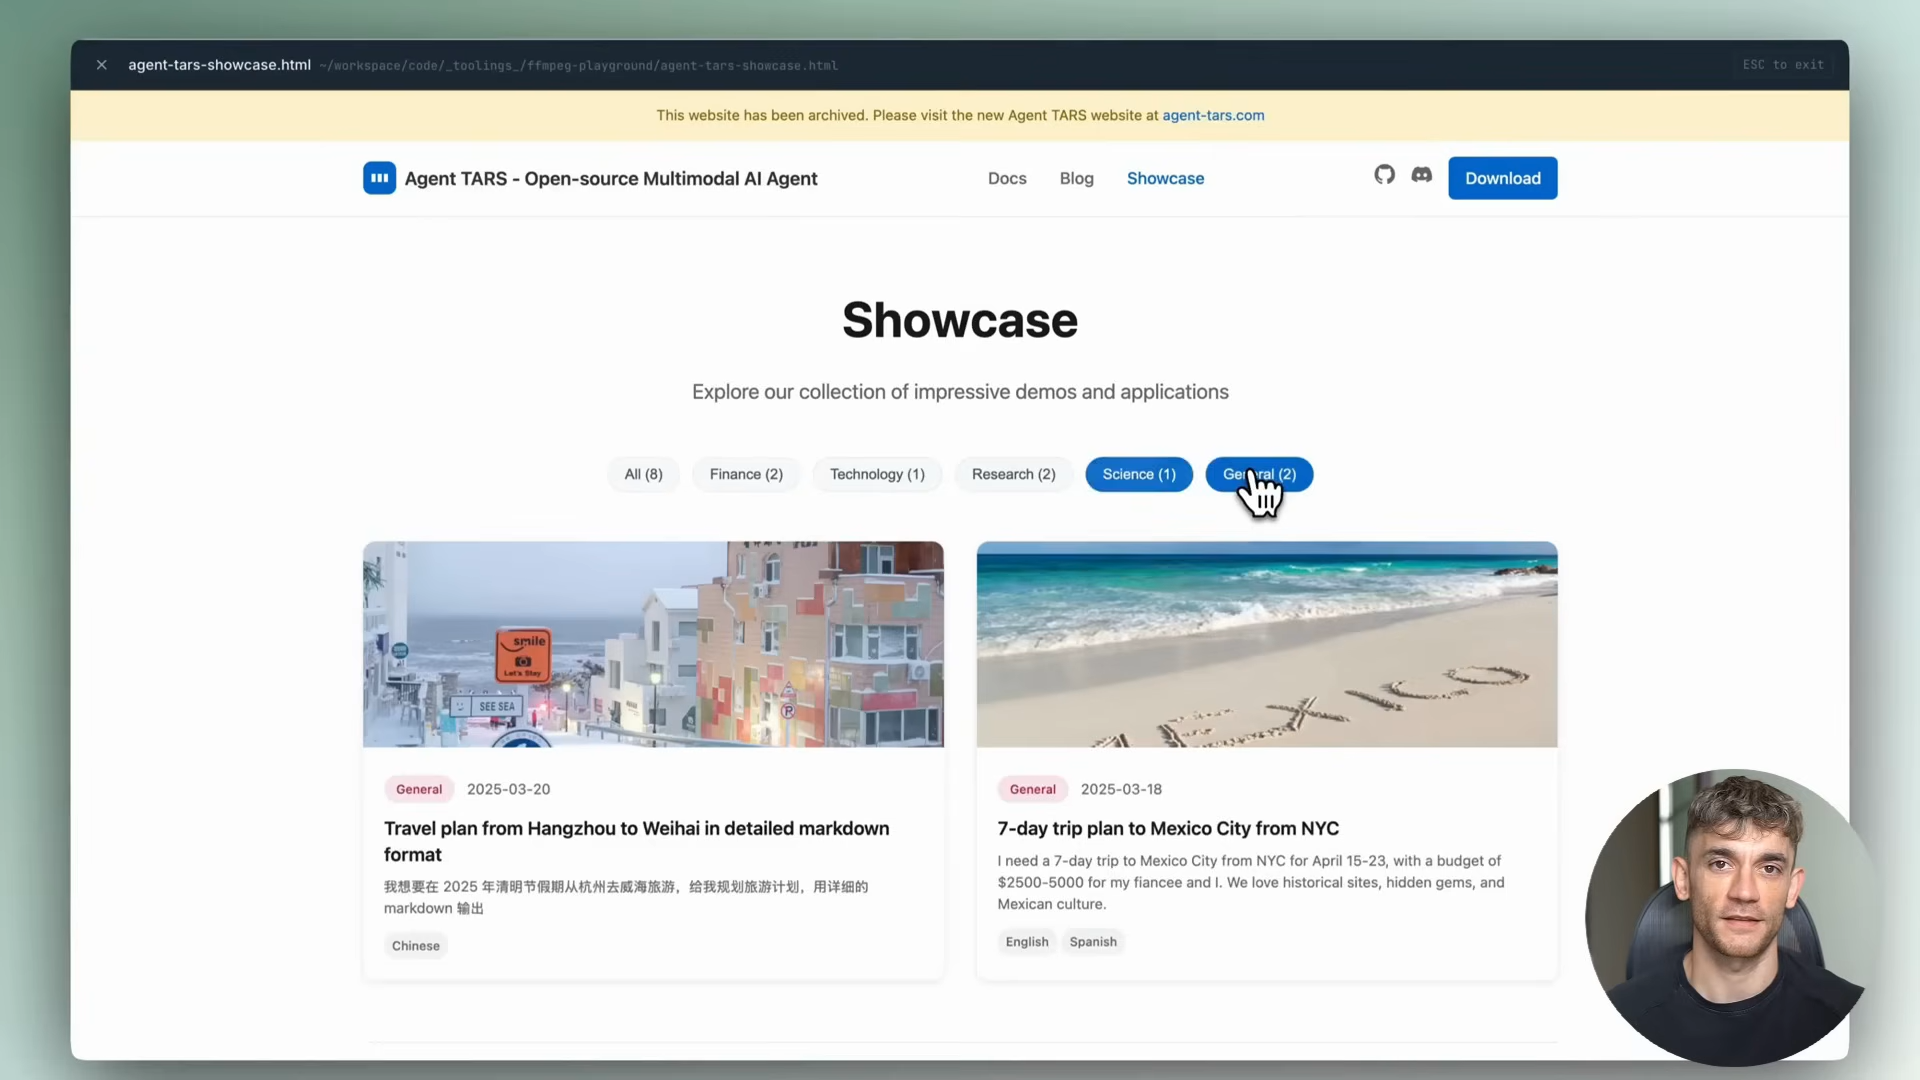 agent-tars-showcase.html ~/workspace/code/_toolings_/ffmpeg-playground/agent-tars-showcase.html ESC to exit
This website has been archived. Please visit the new Agent TARS website at agent-tars.com
Agent TARS - Open-source Multimodal AI Agent Docs Blog Showcase Download
Showcase
Explore our collection of impressive demos and applications
All (8) Finance (2) Technology (1) Research (2) Science (1) General (2)
smile
Let's Stay
SEE SEA
MEXICO
General 2025-03-20
Travel plan from Hangzhou to Weihai in detailed markdown
format
我想要在 2025 年清明节假期从杭州去威海旅游，给我规划旅游计划，用详细的
markdown 输出
Chinese
General 2025-03-18
7-day trip plan to Mexico City from NYC
I need a 7-day trip to Mexico City from NYC for April 15-23, with a budget of
$2500-5000 for my fiancee and I. We love historical sites, hidden gems, and
Mexican culture.
English Spanish